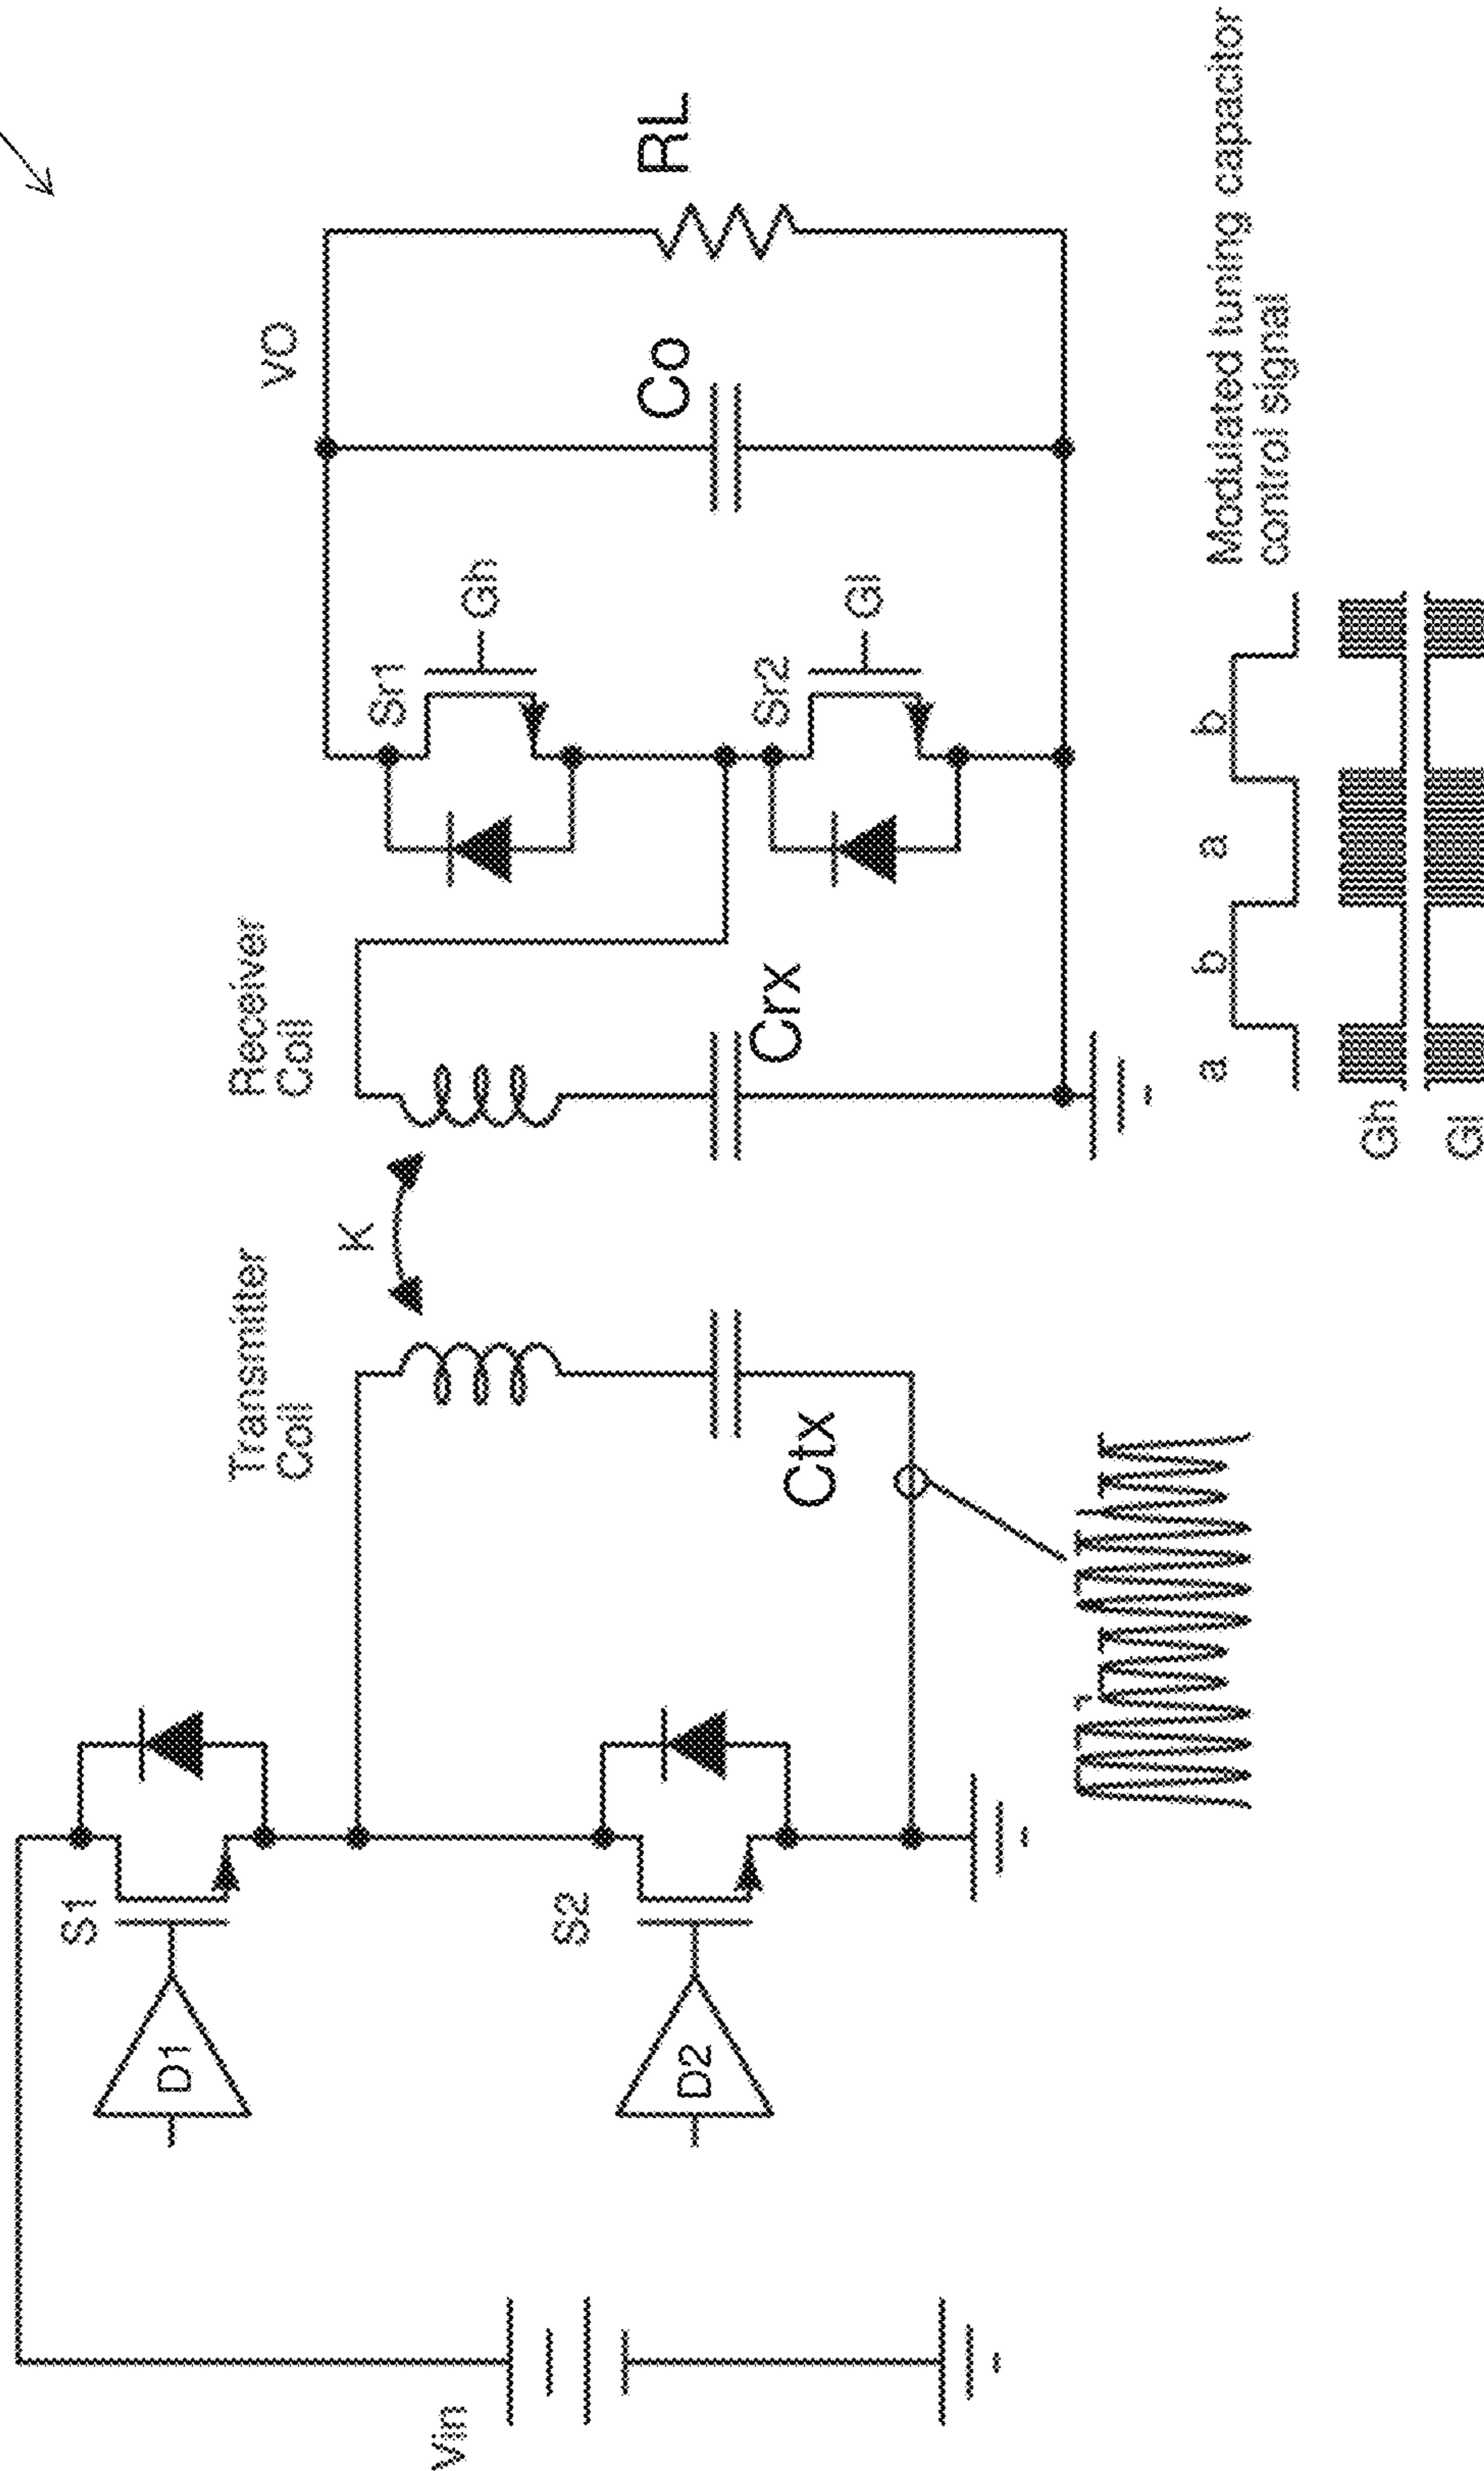 Vin
D1
S1
D2
S2
Transmitter
Coil
K
Receiver
Coil
Ctx
Crx
Sr1
Gh
Sr2
Gl
VO
Co
RL
a b a b
Modulated tuning capacitor
control signal
Gh
Gl